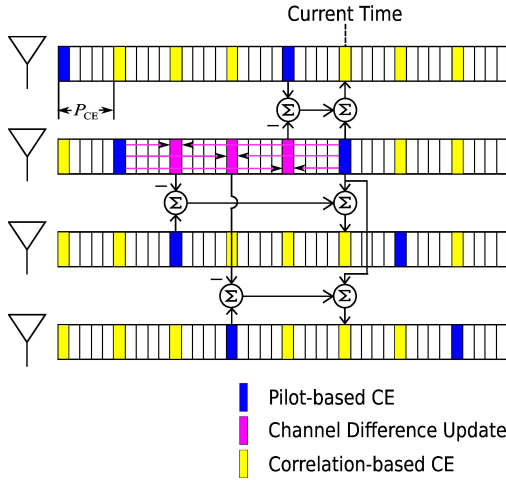 Current Time
P_CE
−
Σ Σ
−
Σ Σ
−
Σ Σ
Pilot-based CE
Channel Difference Update
Correlation-based CE